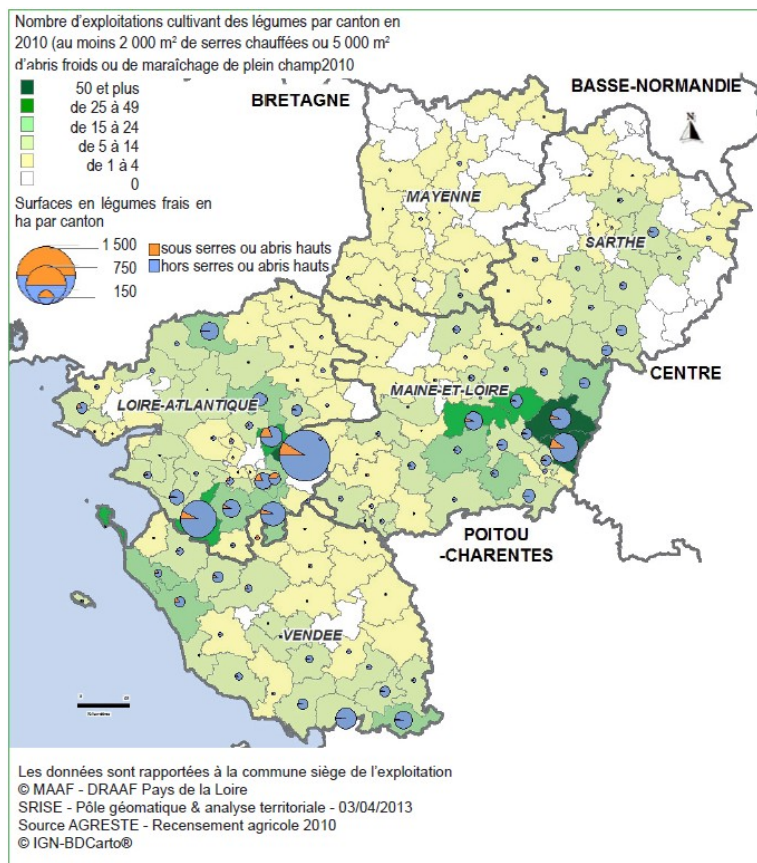 Nombre d'exploitations cultivant des légumes par canton en
2010 (au moins 2 000 m² de serres chauffées ou 5 000 m²
d'abris froids ou de maraîchage de plein champ2010
50 et plus
de 25 à 49
de 15 à 24
de 5 à 14
de 1 à 4
0
Surfaces en légumes frais en
ha par canton
1 500
750
150
sous serres ou abris hauts
hors serres ou abris hauts
BRETAGNE
BASSE-NORMANDIE
N
MAYENNE
SARTHE
CENTRE
MAINE-ET-LOIRE
LOIRE-ATLANTIQUE
POITOU
-CHARENTES
VENDEE
Les données sont rapportées à la commune siège de l'exploitation
© MAAF - DRAAF Pays de la Loire
SRISE - Pôle géomatique & analyse territoriale - 03/04/2013
Source AGRESTE - Recensement agricole 2010
© IGN-BDCarto®